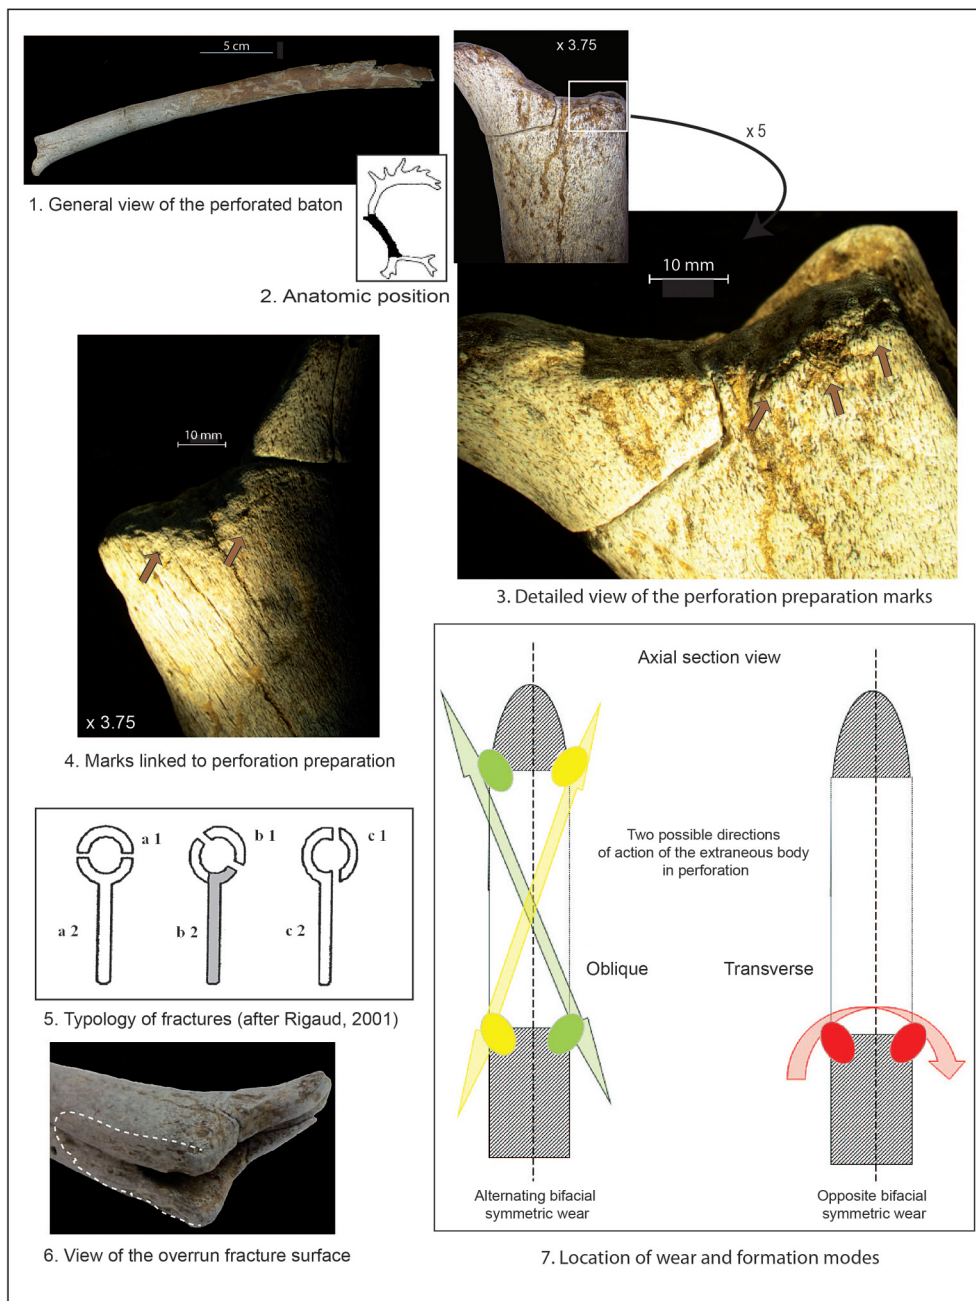 5 cm
1. General view of the perforated baton
2. Anatomic position
x 3.75
x 5
10 mm
3. Detailed view of the perforation preparation marks
10 mm
x 3.75
4. Marks linked to perforation preparation
a 1
b 1
c 1
a 2
b 2
c 2
5. Typology of fractures (after Rigaud, 2001)
6. View of the overrun fracture surface
Axial section view
Two possible directions
of action of the extraneous body
in perforation
Oblique
Transverse
Alternating bifacial
symmetric wear
Opposite bifacial
symmetric wear
7. Location of wear and formation modes